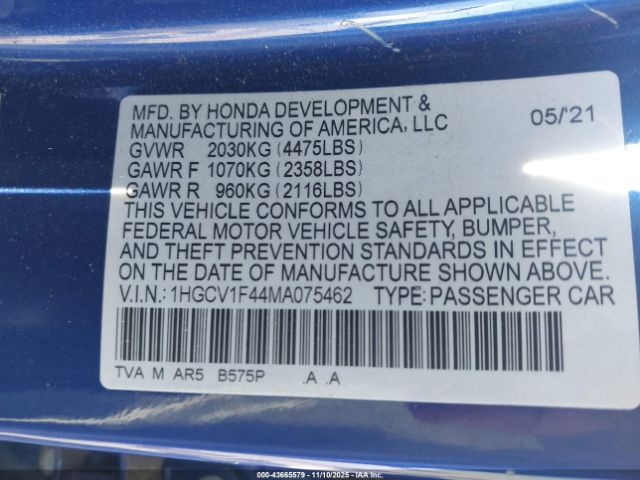 MFD. BY HONDA DEVELOPMENT &
MANUFACTURING OF AMERICA, LLC 05/'21
GVWR 2030KG (4475LBS)
GAWR F 1070KG (2358LBS)
GAWR R 960KG (2116LBS)
THIS VEHICLE CONFORMS TO ALL APPLICABLE
FEDERAL MOTOR VEHICLE SAFETY, BUMPER,
AND THEFT PREVENTION STANDARDS IN EFFECT
ON THE DATE OF MANUFACTURE SHOWN ABOVE.
V.I.N.: 1HGCV1F44MA075462 TYPE: PASSENGER CAR
TVA M AR5 B575P .A .A
000-43665579 - 11/10/2025 - IAAI.COM